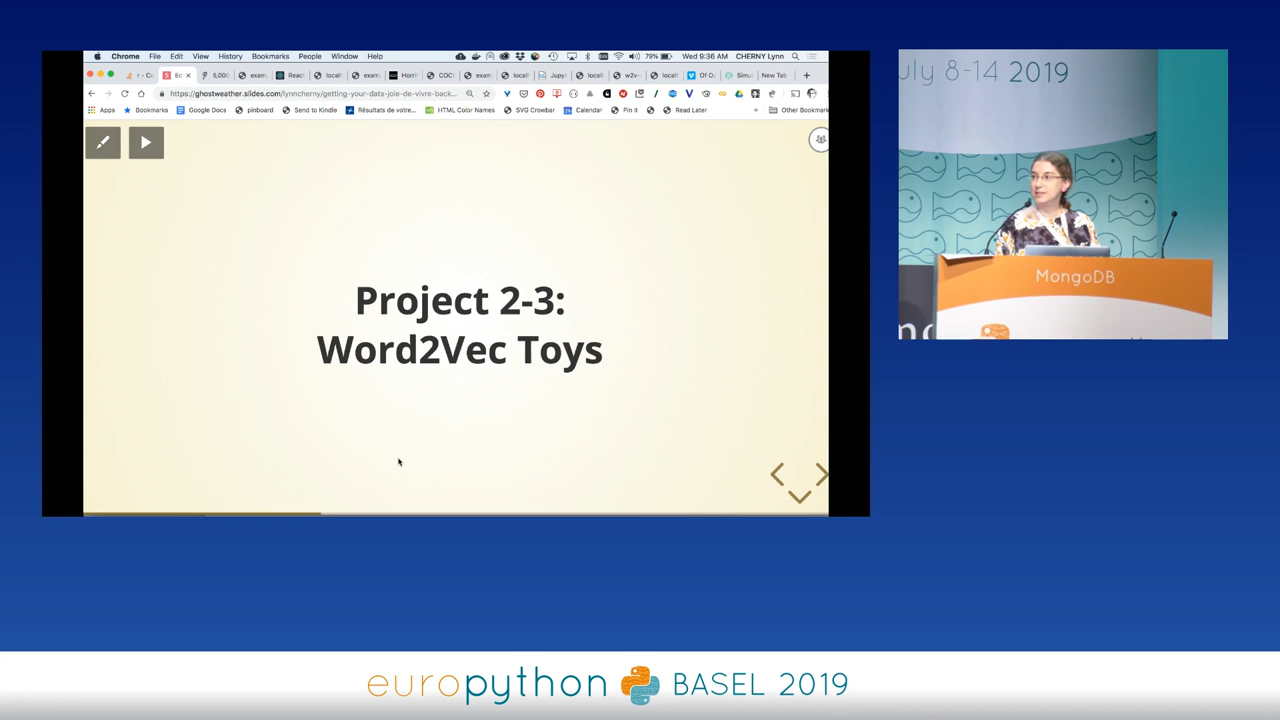 Chrome File Edit View History Bookmarks People Window Help
79% Wed 9:36 AM CHERNY Lynn
https://ghostweather.slides.com/lynncherny/getting-your-data-joie-de-vivre-back...
Apps Bookmarks Google Docs pinboard Send to Kindle Résultats de votre... HTML Color Names SVG Crowbar Calendar Pin It Read Later Other Bookmark
Project 2-3:
Word2Vec Toys
July 8-14 2019
MongoDB
europython BASEL 2019